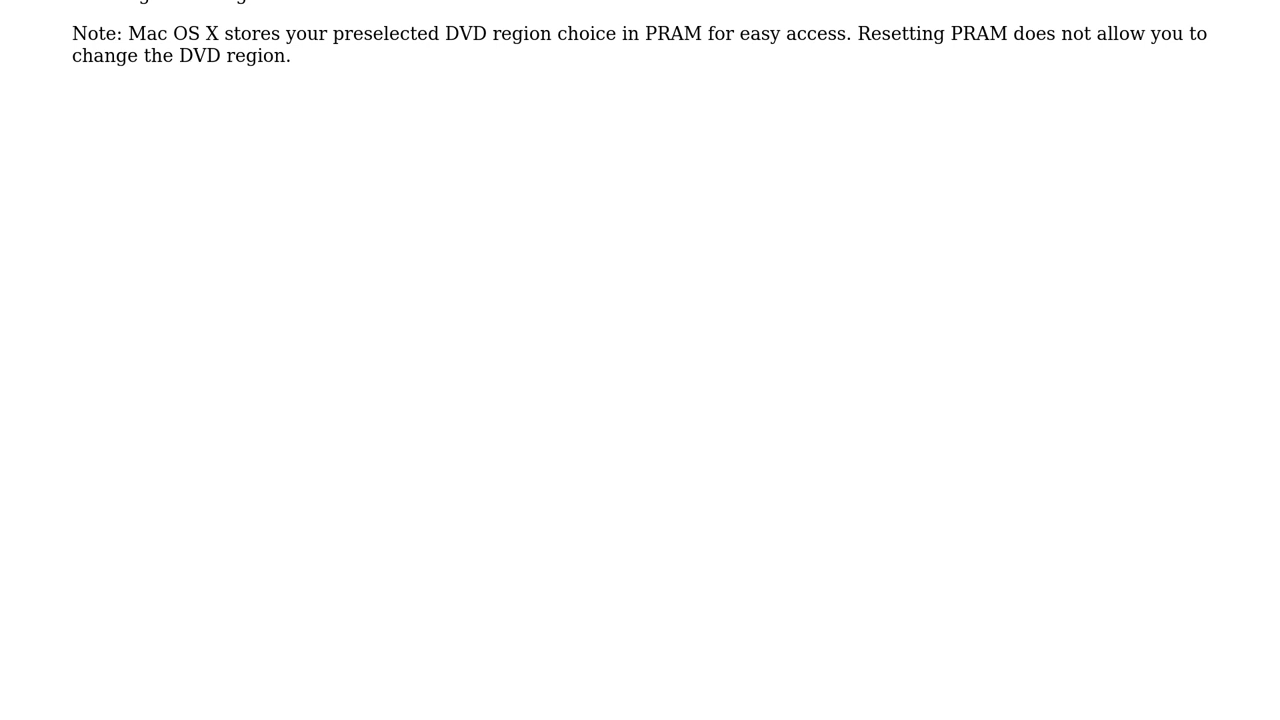 Note: Mac OS X stores your preselected DVD region choice in PRAM for easy access. Resetting PRAM does not allow you to
change the DVD region.